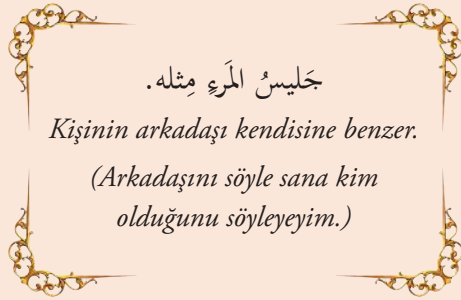 جَليسُ المَرءِ مِثله.
Kişinin arkadaşı kendisine benzer.
(Arkadaşını söyle sana kim
olduğunu söyleyeyim.)